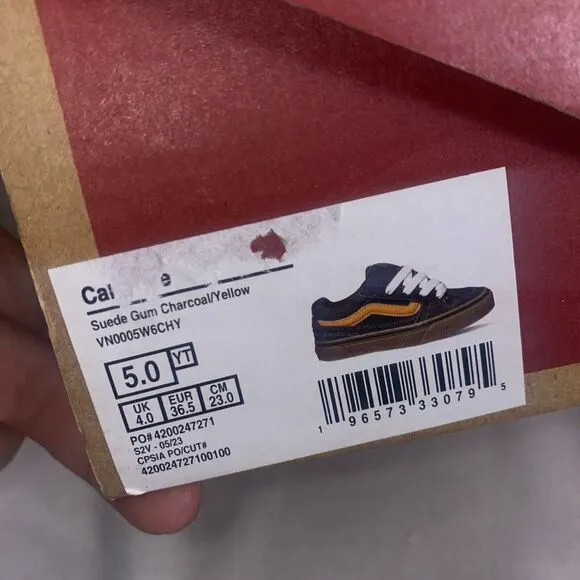 Suede Gum Charcoal/Yellow
VN0005W6CHY
5.0 YT
UK EUR CM
4.0 36.5 23.0
PO# 4200247271
S2V - 05/23
CPSIA PO/CUT#
420024727100100
1 96573 33079 5